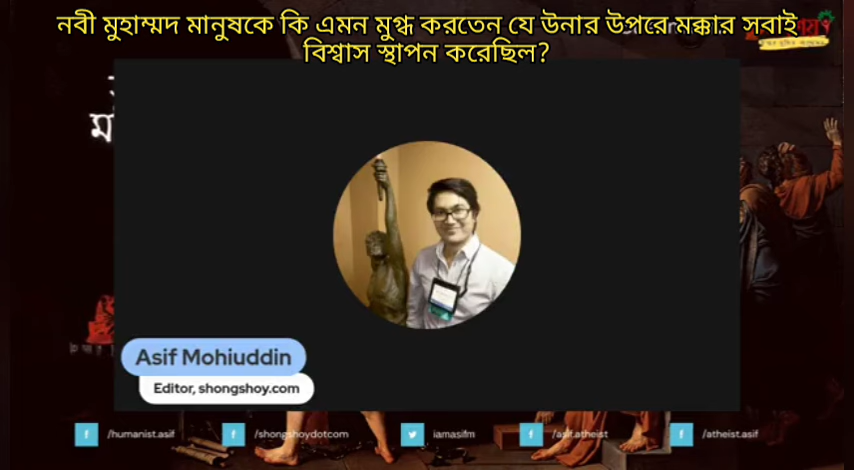 নবী মুহাম্মদ মানুষকে কি এমন মুগ্ধ করতেন যে উনার উপরে মক্কার সবাই
বিশ্বাস স্থাপন করেছিল?
Asif Mohiuddin
Editor, shongshoy.com
/humanist.asif
/shongshoydotcom
iamasifm
/asif.atheist
/atheist.asif